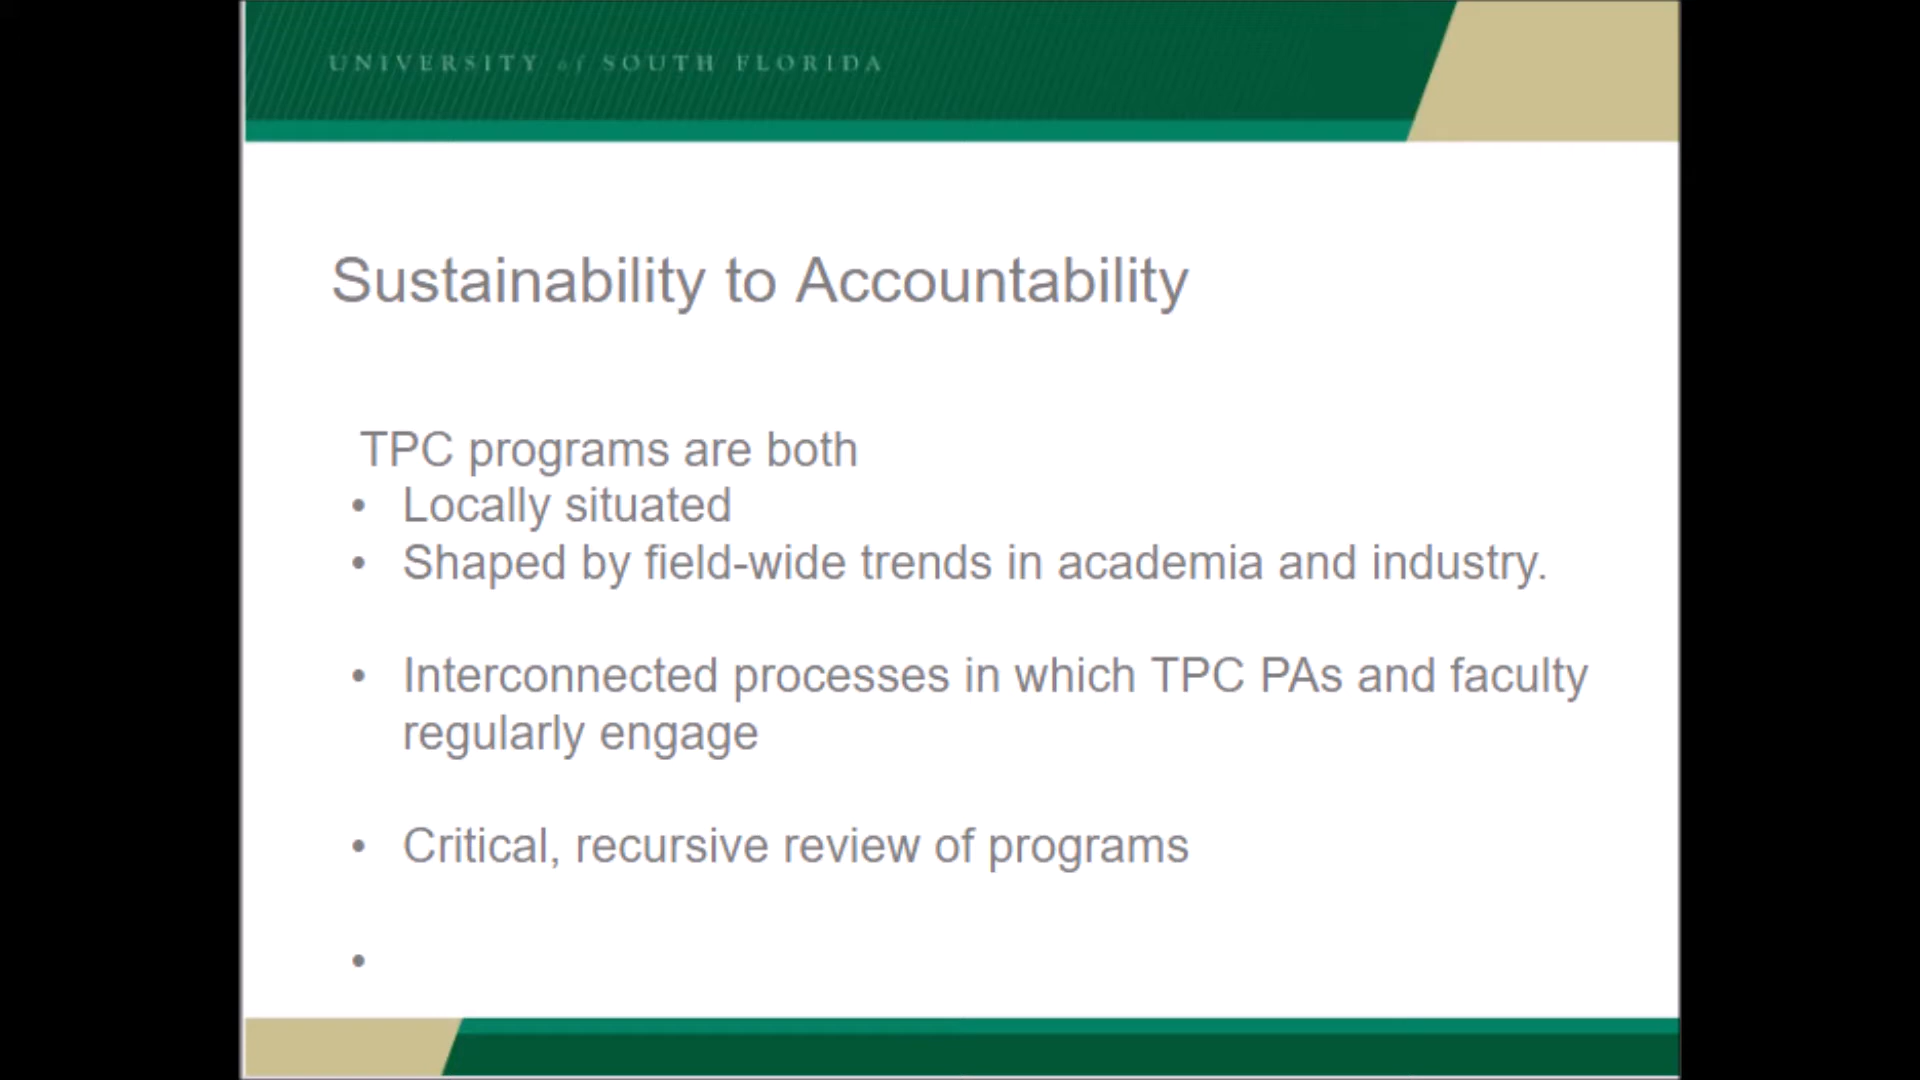 UNIVERSITY of SOUTH FLORIDA
Sustainability to Accountability
TPC programs are both
• Locally situated
• Shaped by field-wide trends in academia and industry.
• Interconnected processes in which TPC PAs and faculty
regularly engage
• Critical, recursive review of programs
•